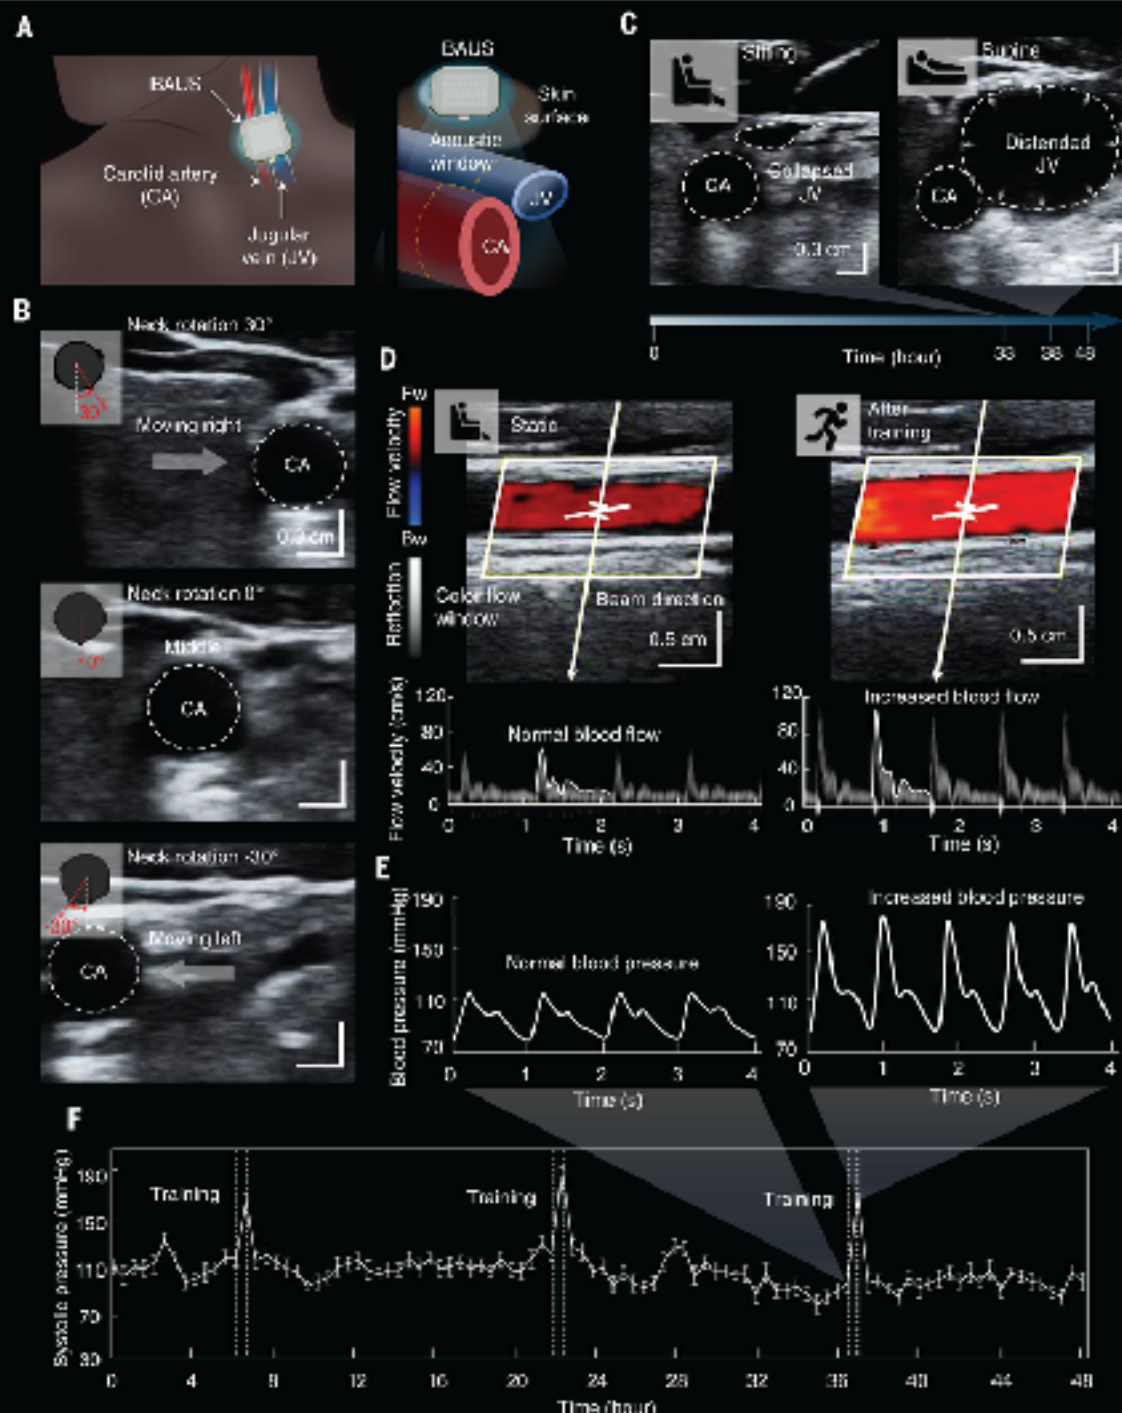 A
BAUS
Carotid artery
(CA)
Jugular
vein (JV)
BAUS
Skin
surface
Acoustic
window
JV
CA
B
Neck rotation 30°
30°
Moving right
CA
0.3 cm
Neck rotation 0°
0°
Middle
CA
Neck rotation -30°
-30°
Moving left
CA
C
Sitting
CA
Collapsed
JV
0.3 cm
Supine
Distended
JV
CA
0
Time (hour)
33
36
48
D
Fw
Flow velocity
Bw
Reflection
Static
Color flow
window
Beam direction
0.5 cm
After
training
0.5 cm
Flow velocity (cm/s)
120
80
40
0
Normal blood flow
0 1 2 3 4
Time (s)
120
80
40
0
Increased blood flow
0 1 2 3 4
Time (s)
E
Blood pressure (mmHg)
190
150
110
70
Normal blood pressure
0 1 2 3 4
Time (s)
190
150
110
70
Increased blood pressure
0 1 2 3 4
Time (s)
F
Systolic pressure (mmHg)
190
150
110
70
30
Training
Training
Training
0 4 8 12 16 20 24 28 32 36 40 44 48
Time (hour)